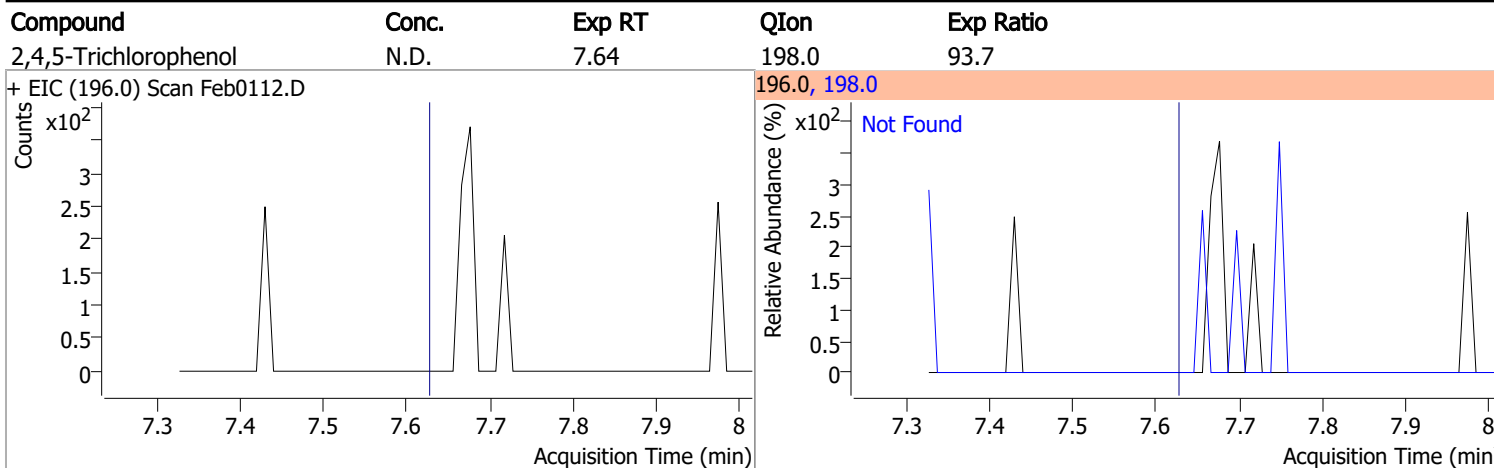 Compound Conc. Exp RT QIon Exp Ratio
2,4,5-Trichlorophenol N.D. 7.64 198.0 93.7
+ EIC (196.0) Scan Feb0112.D
Counts
x10²
3
2.5
2
1.5
1
0.5
0
7.3 7.4 7.5 7.6 7.7 7.8 7.9 8
Acquisition Time (min)
196.0, 198.0
Relative Abundance (%)
x10²
Not Found
3
2.5
2
1.5
1
0.5
0
7.3 7.4 7.5 7.6 7.7 7.8 7.9 8
Acquisition Time (min